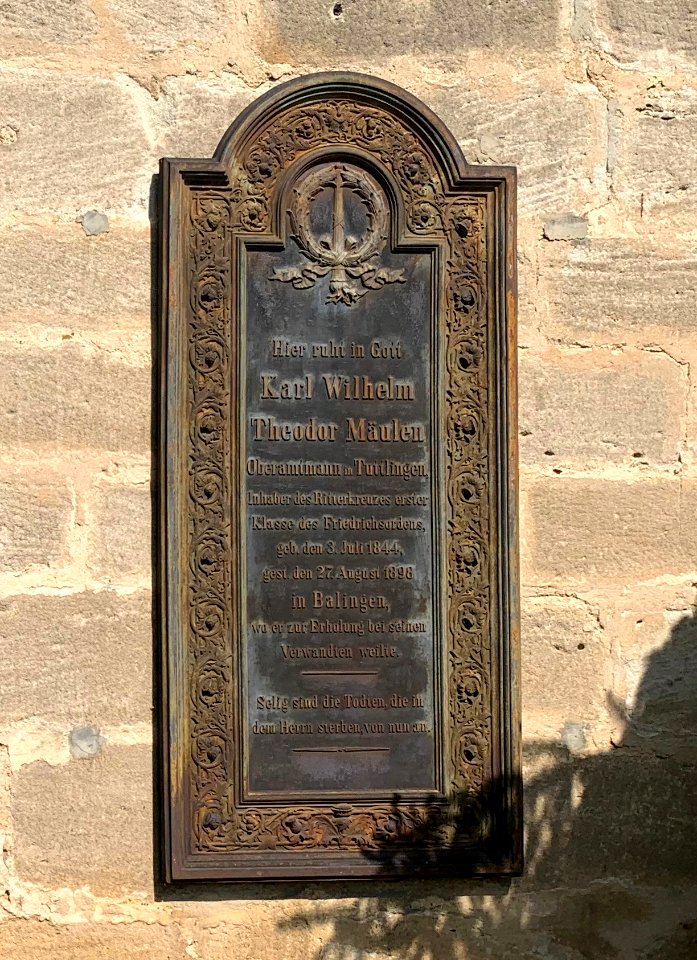 Hier ruht in Gott
Karl Wilhelm
Theodor Mäulen
Oberamtmann in Tuttlingen,
Inhaber des Ritterkreuzes erster
Klasse des Friedrichsordens,
geb. den 3. Juli 1844,
gest. den 27. August 1898
in Balingen,
wo er zur Erholung bei seinen
Verwandten weilte.
Selig sind die Todten, die in
dem Herrn sterben, von nun an.